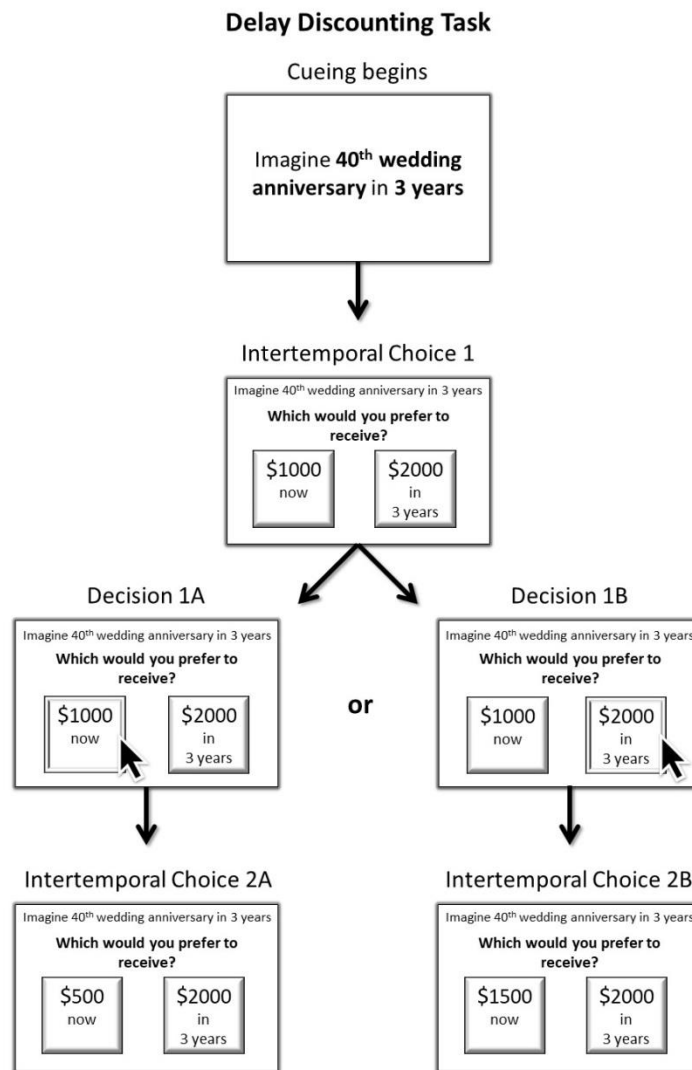 Delay Discounting Task
Cueing begins
Imagine 40th wedding
anniversary in 3 years
Intertemporal Choice 1
Imagine 40th wedding anniversary in 3 years
Which would you prefer to
receive?
$1000
now
$2000
in
3 years
Decision 1A
Imagine 40th wedding anniversary in 3 years
Which would you prefer to
receive?
$1000
now
$2000
in
3 years
or
Decision 1B
Imagine 40th wedding anniversary in 3 years
Which would you prefer to
receive?
$1000
now
$2000
in
3 years
Intertemporal Choice 2A
Imagine 40th wedding anniversary in 3 years
Which would you prefer to
receive?
$500
now
$2000
in
3 years
Intertemporal Choice 2B
Imagine 40th wedding anniversary in 3 years
Which would you prefer to
receive?
$1500
now
$2000
in
3 years